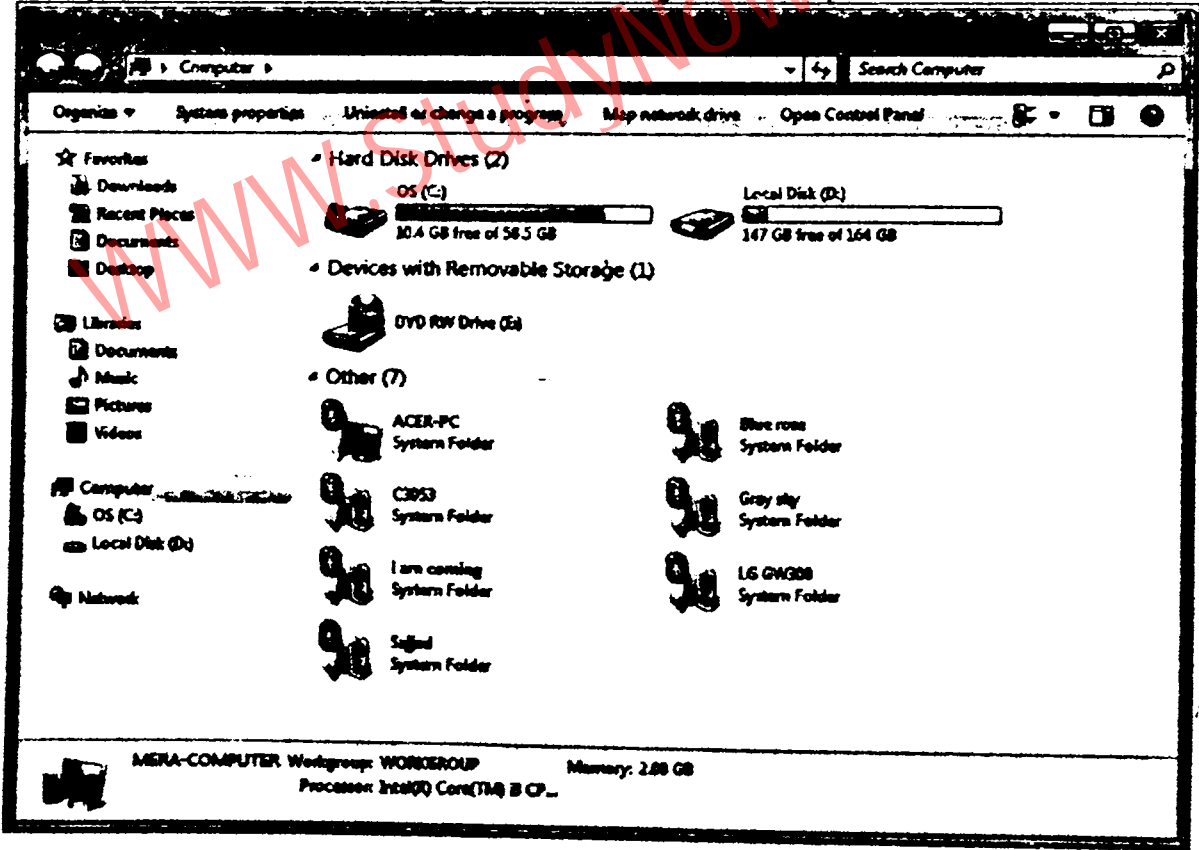 Computer
Search Computer
Organize
System properties
Uninstall or change a program
Map network drive
Open Control Panel
www.StudyNow
Favorites
Downloads
Recent Places
Documents
Desktop
Libraries
Documents
Music
Pictures
Videos
Computer
OS (C:)
Local Disk (D:)
Network
Hard Disk Drives (2)
OS (C:)
10.4 GB free of 58.5 GB
Local Disk (D:)
147 GB free of 164 GB
Devices with Removable Storage (1)
DVD RW Drive (E:)
Other (7)
ACER-PC
System Folder
Blue rose
System Folder
C3053
System Folder
Gray sky
System Folder
I am coming
System Folder
LG GW300
System Folder
Sajjad
System Folder
MERA-COMPUTER Workgroup: WORKGROUP
Memory: 2.00 GB
Processor: Intel(R) Core(TM) i3 CP...